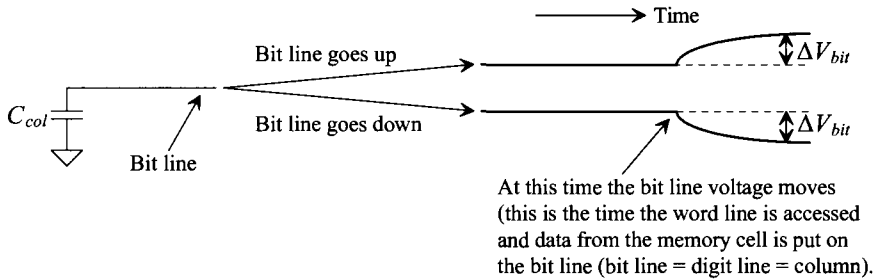 Time
Bit line goes up
ΔV_bit
C_col
Bit line goes down
ΔV_bit
Bit line
At this time the bit line voltage moves
(this is the time the word line is accessed
and data from the memory cell is put on
the bit line (bit line = digit line = column).